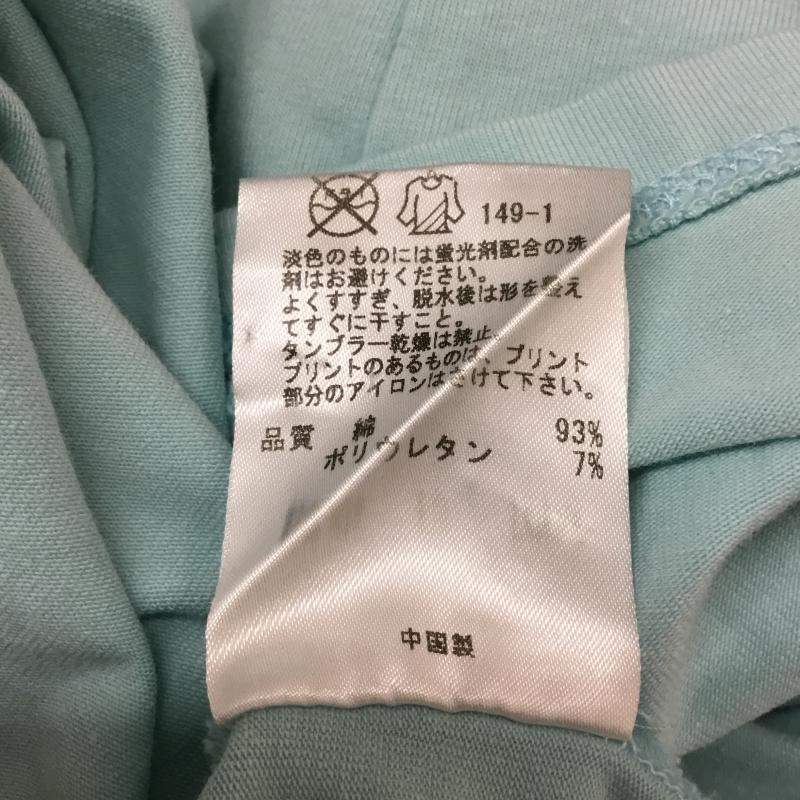 149-1
淡色のものには蛍光剤配合の洗
剤はお避けください。
よくすすぎ、脱水後は形を整え
てすぐに干すこと。
タンブラー乾燥は禁止。
プリントのあるものは、プリント
部分のアイロンはさけて下さい。
品質 綿 93%
ポリウレタン 7%
中国製